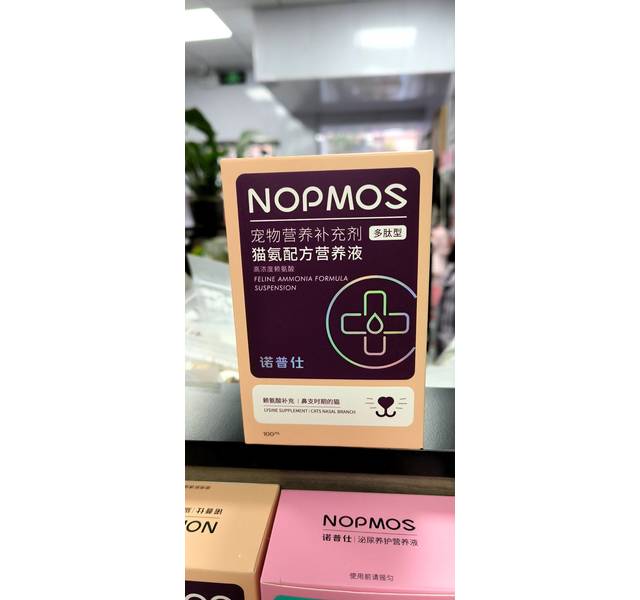 NOPMOS
宠物营养补充剂 多肽型
猫氨配方营养液
高浓度赖氨酸
FELINE AMMONIA FORMULA
SUSPENSION
诺普仕
赖氨酸补充 | 鼻支时期的猫
LYSINE SUPPLEMENT | CATS NASAL BRANCH
100ml
诺普仕
NOPMOS
诺普仕 | 泌尿养护营养液
使用前请摇匀